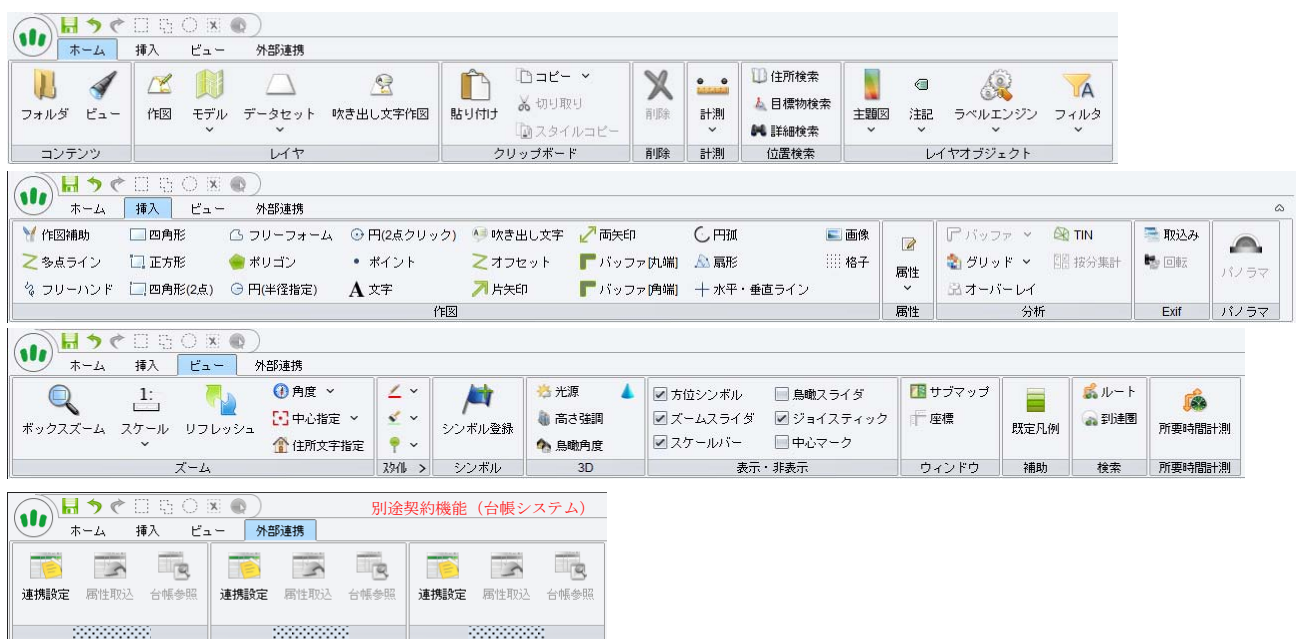 ホーム 挿入 ビュー 外部連携
フォルダ ビュー 作図 モデル データセット 吹き出し文字作図 貼り付け コピー 切り取り スタイルコピー 削除 計測 住所検索 目標物検索 詳細検索 主題図 注記 ラベルエンジン フィルタ
コンテンツ レイヤ クリップボード 削除 計測 位置検索 レイヤオブジェクト
ホーム 挿入 ビュー 外部連携
作図補助 四角形 フリーフォーム 円(2点クリック) 吹き出し文字 両矢印 円弧 画像 バッファ TIN 取込み
多点ライン 正方形 ポリゴン ポイント オフセット バッファ[丸端] 扇形 格子 属性 グリッド 按分集計 回転 パノラマ
フリーハンド 四角形(2点) 円(半径指定) A 文字 片矢印 バッファ[角端] 水平・垂直ライン オーバーレイ
作図 属性 分析 Exif パノラマ
ホーム 挿入 ビュー 外部連携
ボックスズーム 1: スケール リフレッシュ 角度 中心指定 住所文字指定 シンボル登録 光源 高さ強調 鳥瞰角度
方位シンボル 鳥瞰スライダ サブマップ ルート
ズームスライダ ジョイスティック 座標 既定凡例 到達圏 所要時間計測
スケールバー 中心マーク
ズーム ｽﾀｲﾙ > シンボル 3D 表示・非表示 ウィンドウ 補助 検索 所要時間計測
別途契約機能（台帳システム）
ホーム 挿入 ビュー 外部連携
連携設定 属性取込 台帳参照 連携設定 属性取込 台帳参照 連携設定 属性取込 台帳参照